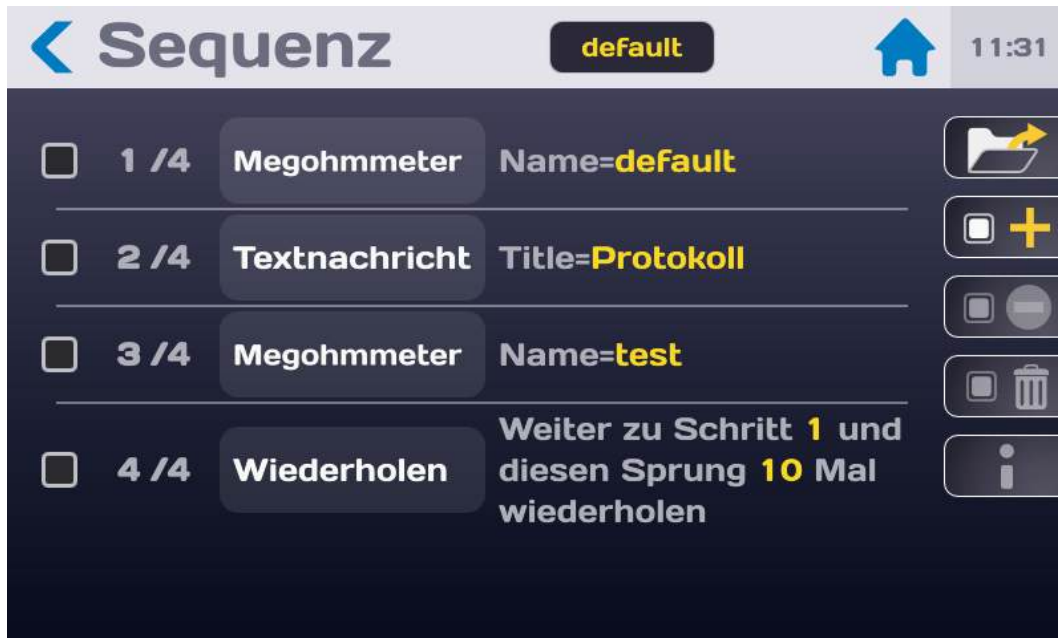 Sequenz default 11:31
1 /4 Megohmmeter Name=default
2 /4 Textnachricht Title=Protokoll
3 /4 Megohmmeter Name=test
4 /4 Wiederholen Weiter zu Schritt 1 und
diesen Sprung 10 Mal
wiederholen